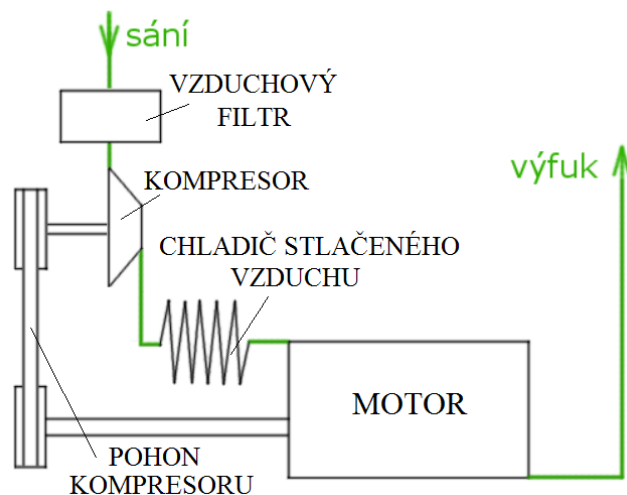 sání
VZDUCHOVÝ
FILTR
KOMPRESOR
výfuk
CHLADIČ STLAČENÉHO
VZDUCHU
MOTOR
POHON
KOMPRESORU